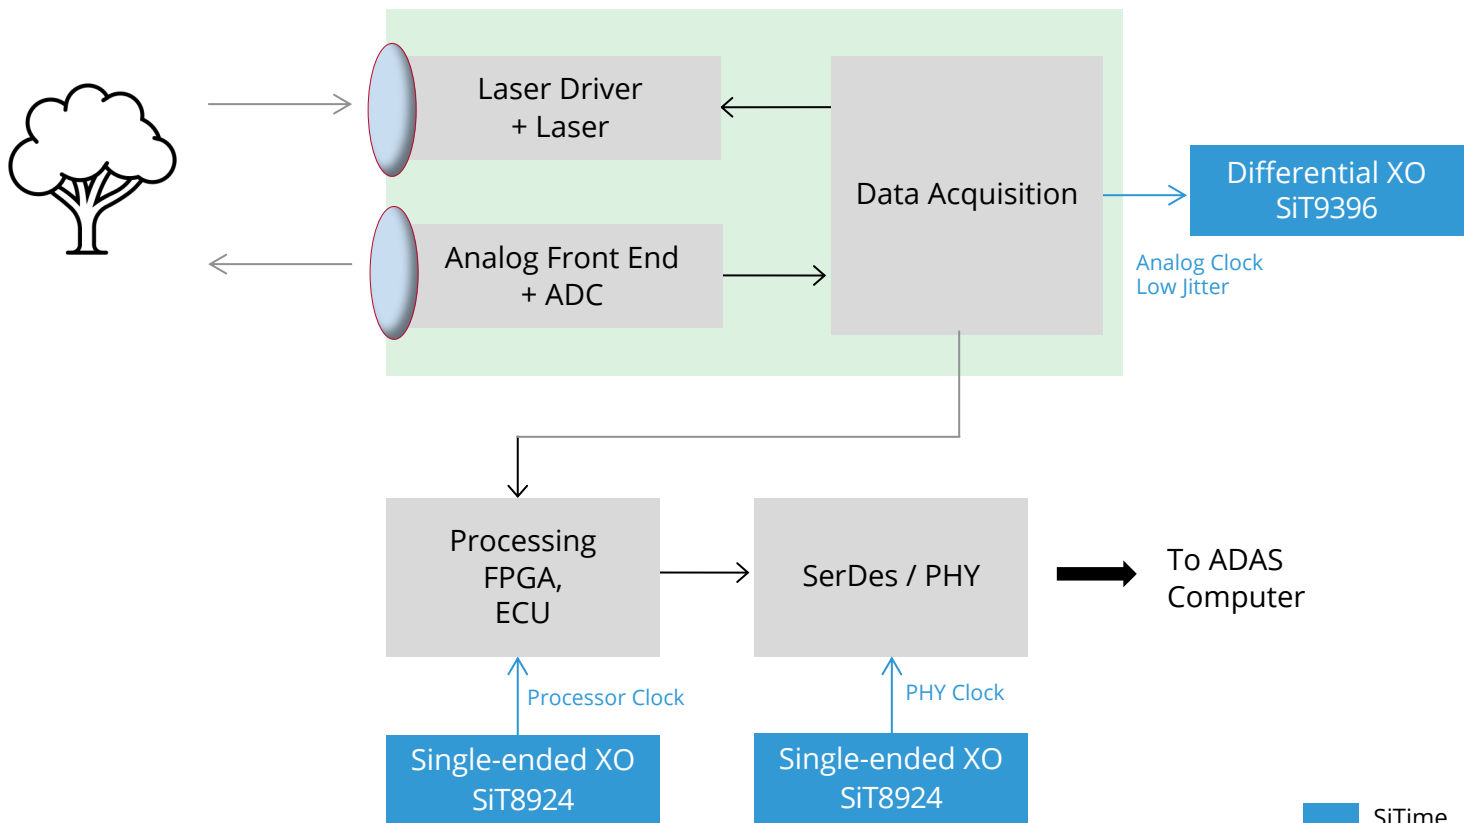 Laser Driver
+ Laser
Data Acquisition
Differential XO
SiT9396
Analog Front End
+ ADC
Analog Clock
Low Jitter
Processing
FPGA,
ECU
SerDes / PHY
To ADAS
Computer
Processor Clock
PHY Clock
Single-ended XO
SiT8924
Single-ended XO
SiT8924
SiTime